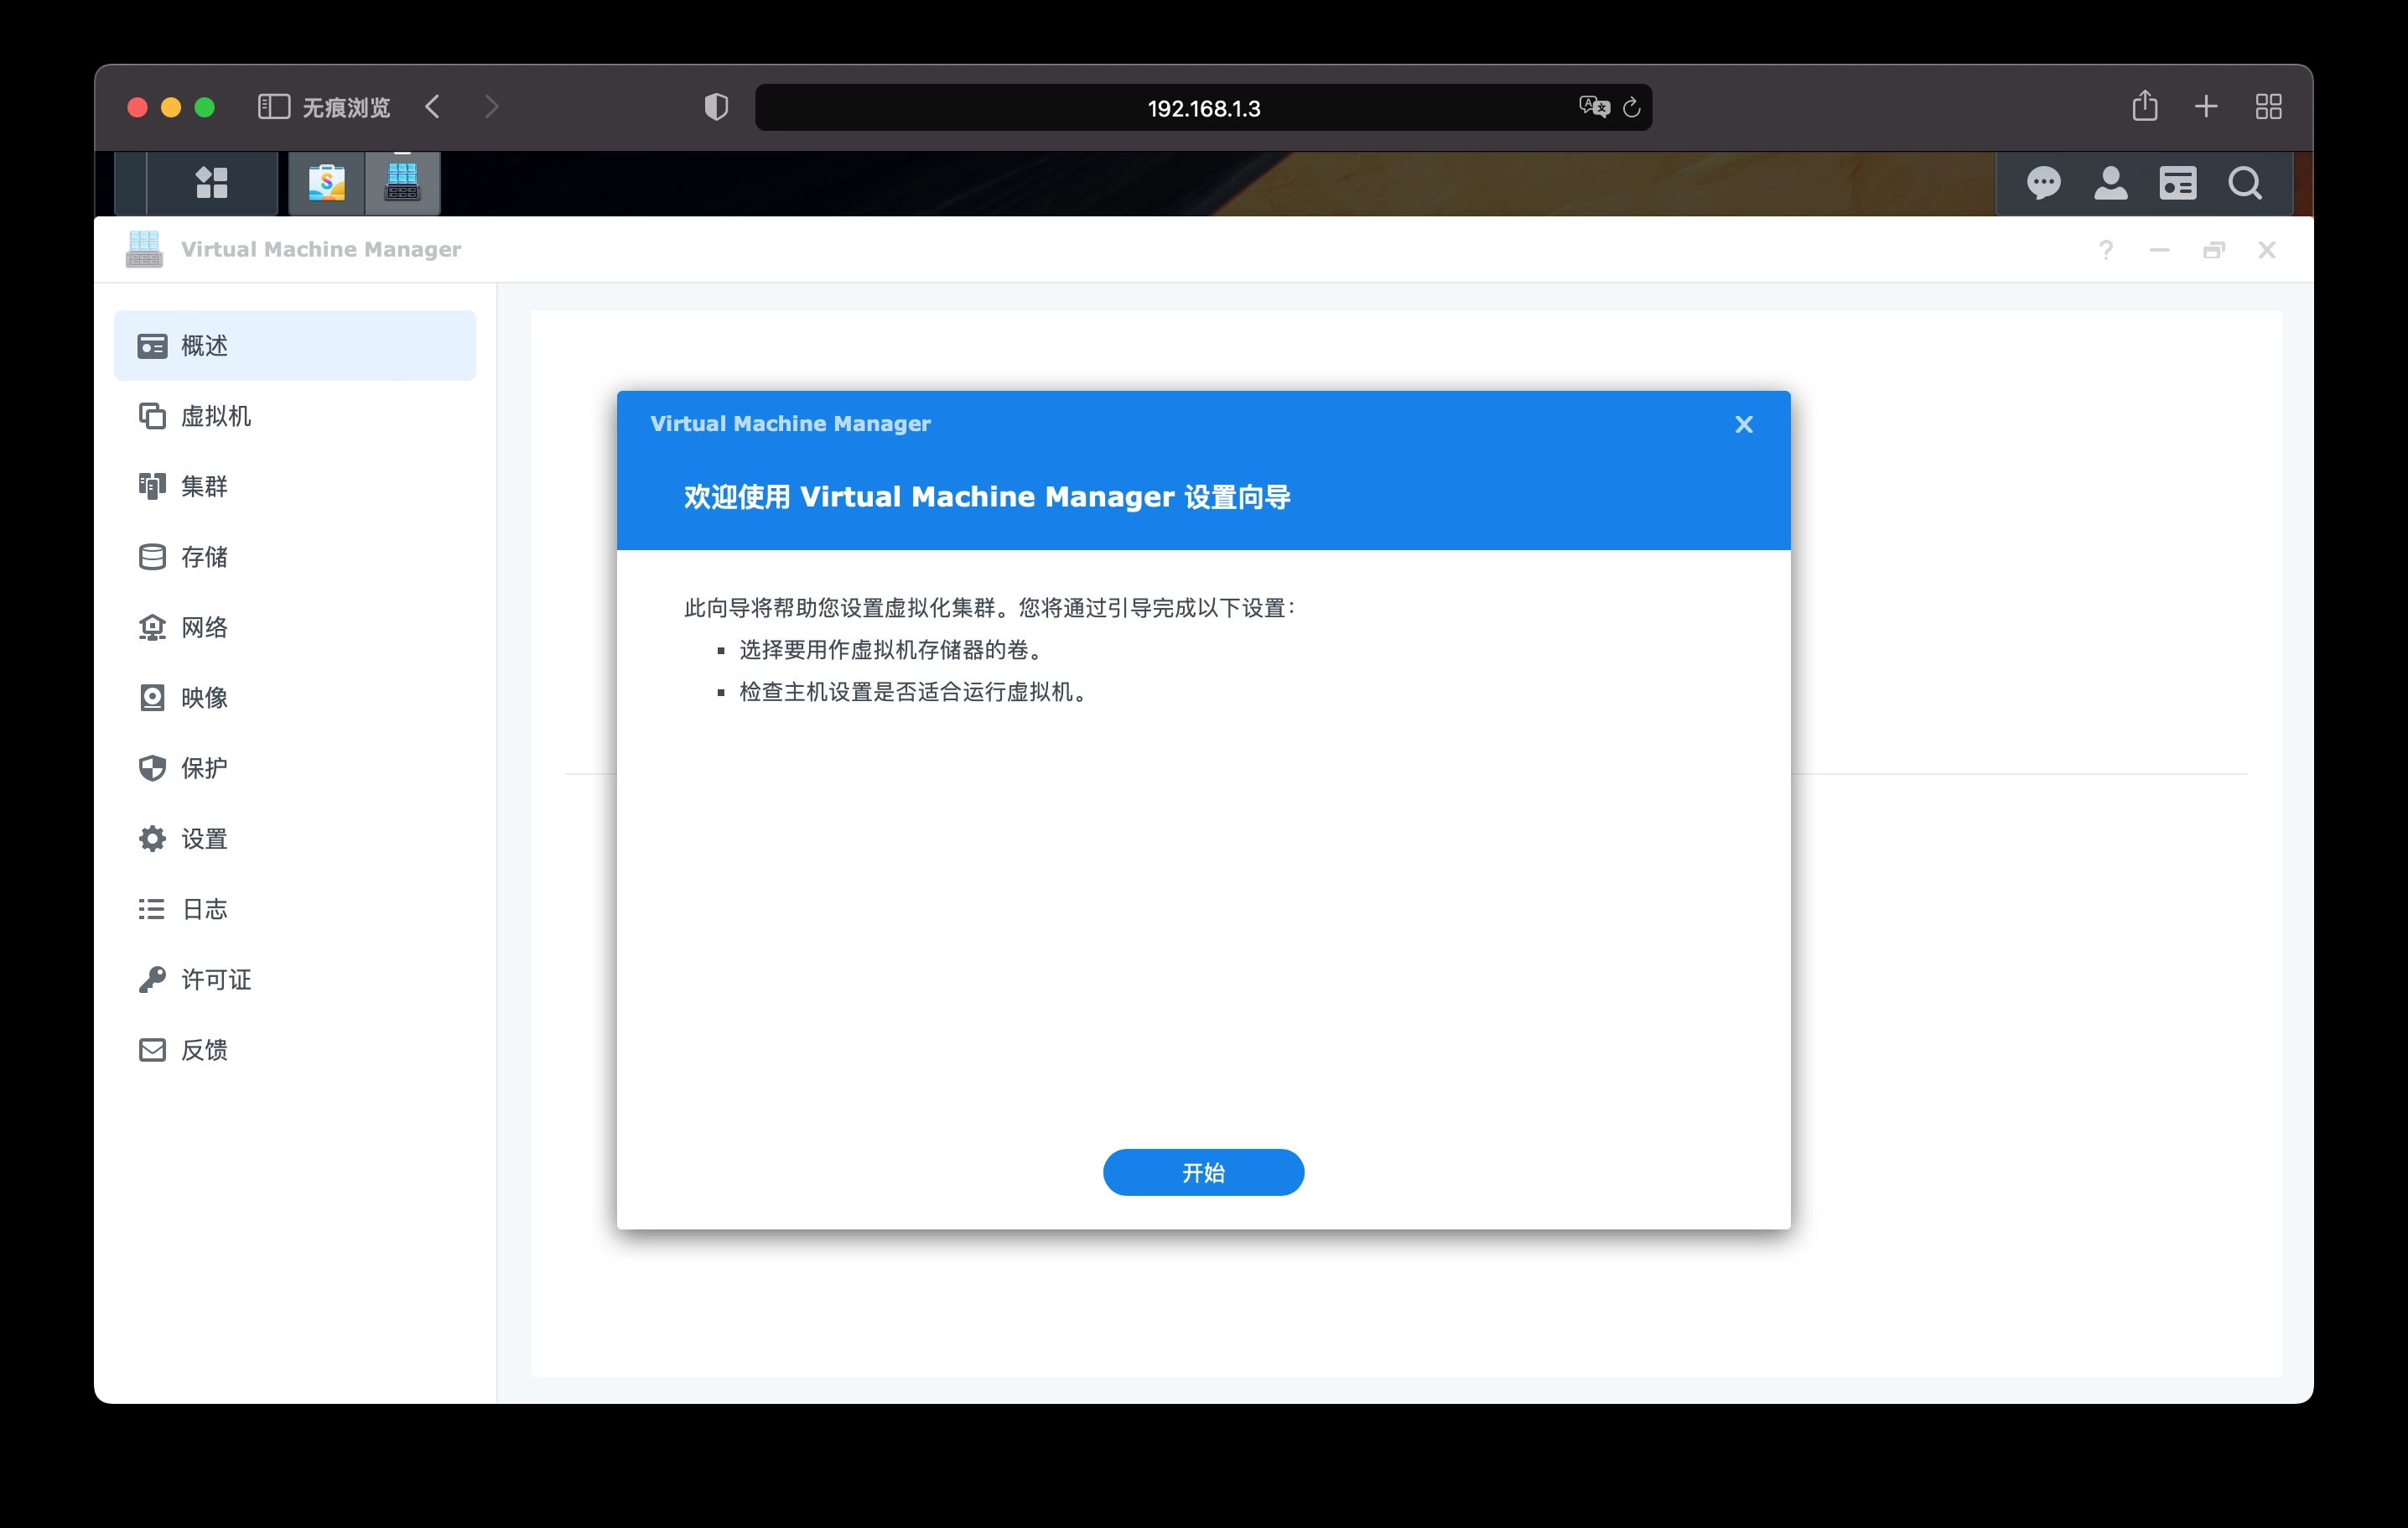 无痕浏览
192.168.1.3
Virtual Machine Manager
概述
虚拟机
集群
存储
网络
映像
保护
设置
日志
许可证
反馈
Virtual Machine Manager
欢迎使用 Virtual Machine Manager 设置向导
此向导将帮助您设置虚拟化集群。您将通过引导完成以下设置：
▪ 选择要用作虚拟机存储器的卷。
▪ 检查主机设置是否适合运行虚拟机。
开始